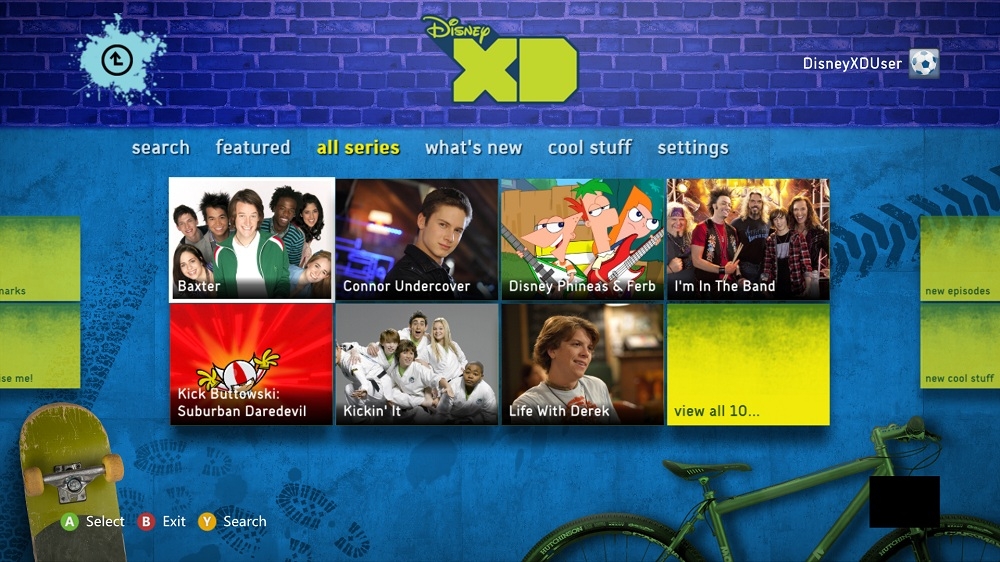 Disney
XD
DisneyXDUser
search
featured
all series
what's new
cool stuff
settings
Baxter
Connor Undercover
Disney Phineas & Ferb
I'm In The Band
new episodes
Kick Buttowski:
Suburban Daredevil
Kickin' It
Life With Derek
view all 10...
me!
new cool stuff
A Select
B Exit
Y Search
HUTCHINSON
HUTCHINSON